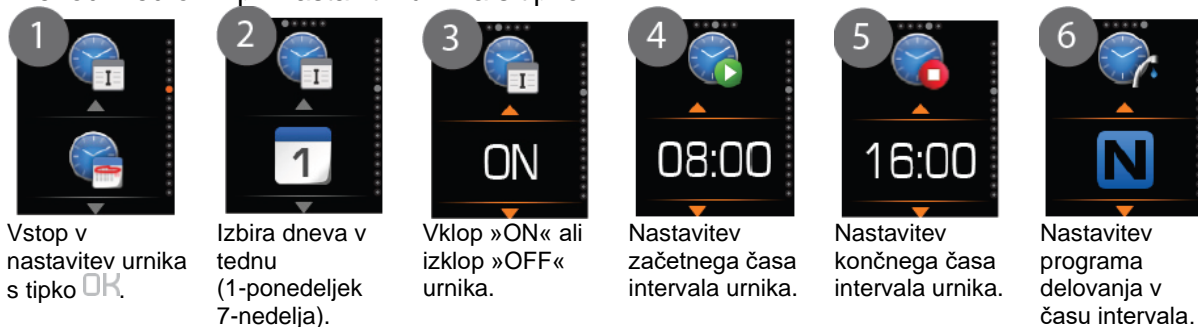 1
2
3
4
5
6
I
I
I
1
ON
08:00
16:00
N
Vstop v
nastavitev urnika
s tipko OK.
Izbira dneva v
tednu
(1-ponedeljek
7-nedelja).
Vklop »ON« ali
izklop »OFF«
urnika.
Nastavitev
začetnega časa
intervala urnika.
Nastavitev
končnega časa
intervala urnika.
Nastavitev
programa
delovanja v
času intervala.